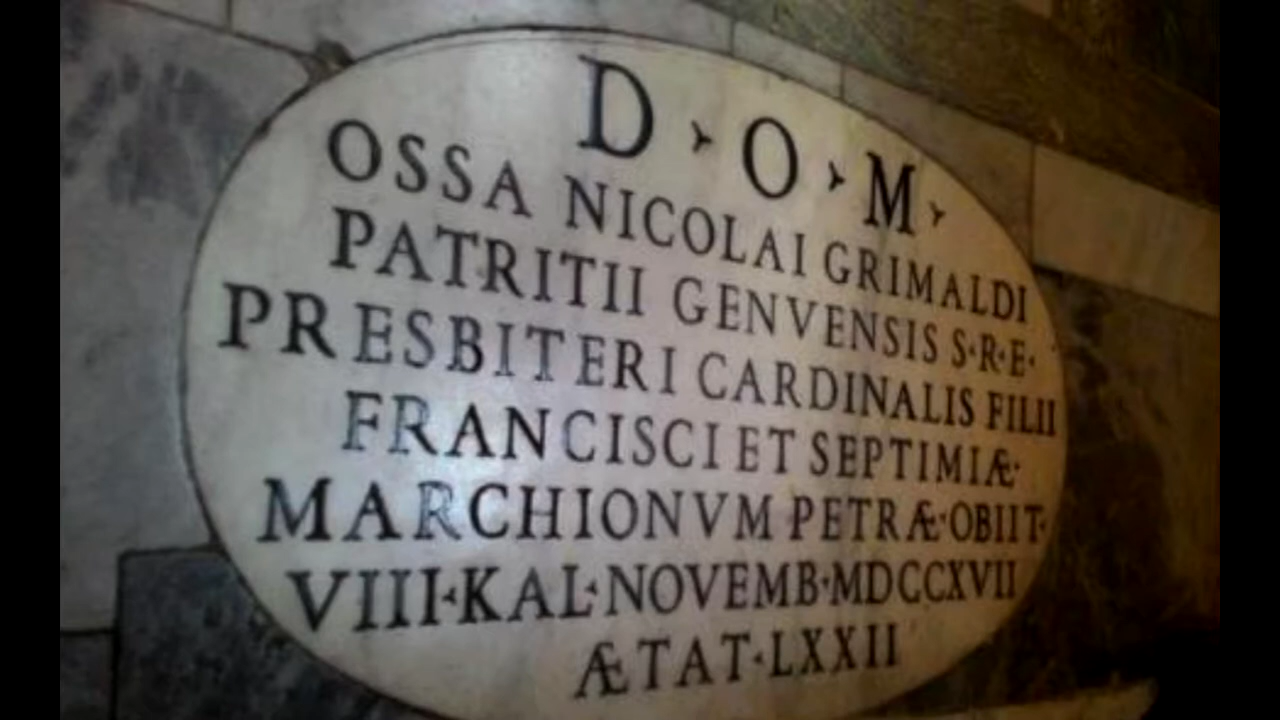 D · O · M ·
OSSA NICOLAI GRIMALDI
PATRITII GENVENSIS S·R·E·
PRESBITERI CARDINALIS FILII
FRANCISCI ET SEPTIMIÆ·
MARCHIONVM PETRÆ·OBIIT·
VIII·KAL·NOVEMB·MDCCXVII
ÆTAT·LXXII